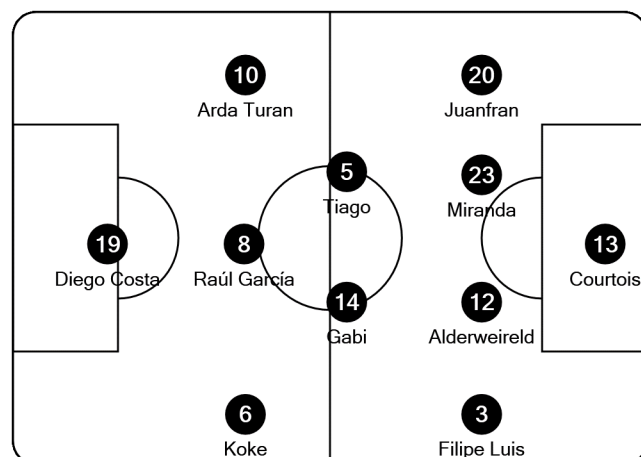 10
Arda Turan
20
Juanfran
5
Tiago
23
Miranda
19
Diego Costa
8
Raúl García
13
Courtois
14
Gabi
12
Alderweireld
6
Koke
3
Filipe Luis